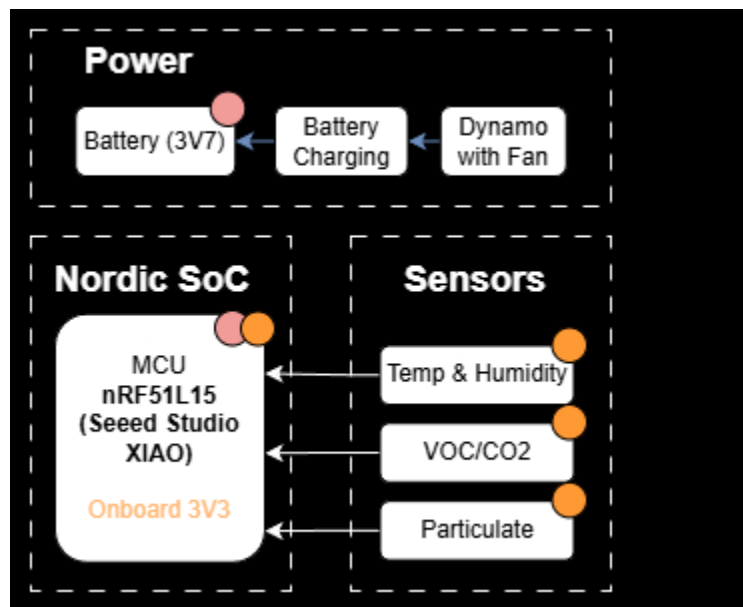 Power
Battery (3V7)
Battery
Charging
Dynamo
with Fan
Nordic SoC
MCU
nRF51L15
(Seeed Studio
XIAO)
Onboard 3V3
Sensors
Temp & Humidity
VOC/CO2
Particulate